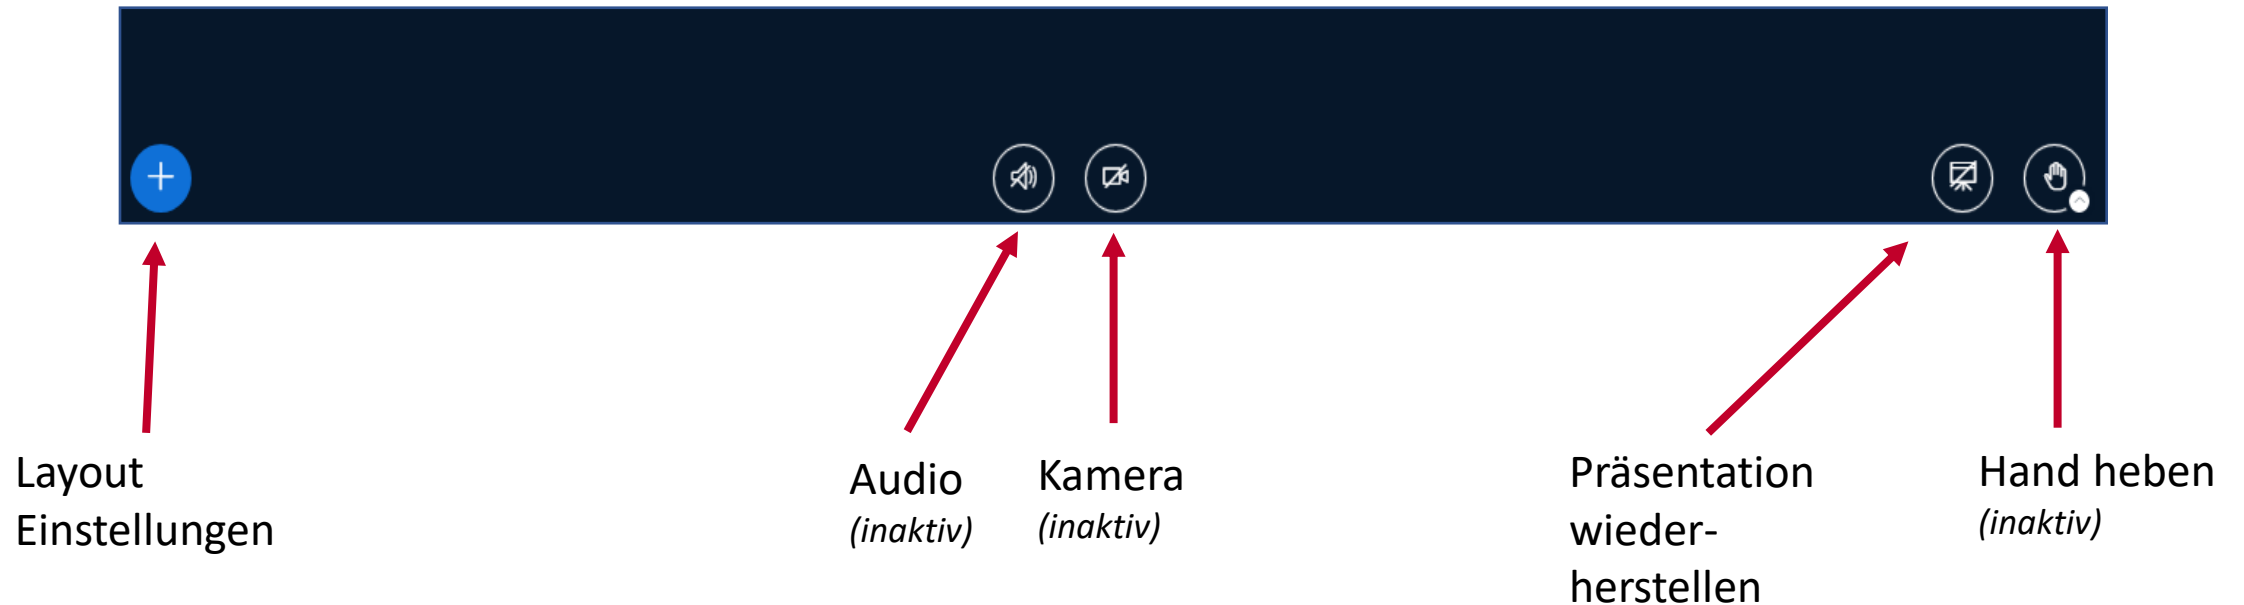 Layout
Einstellungen
Audio
(inaktiv)
Kamera
(inaktiv)
Präsentation
wieder-
herstellen
Hand heben
(inaktiv)